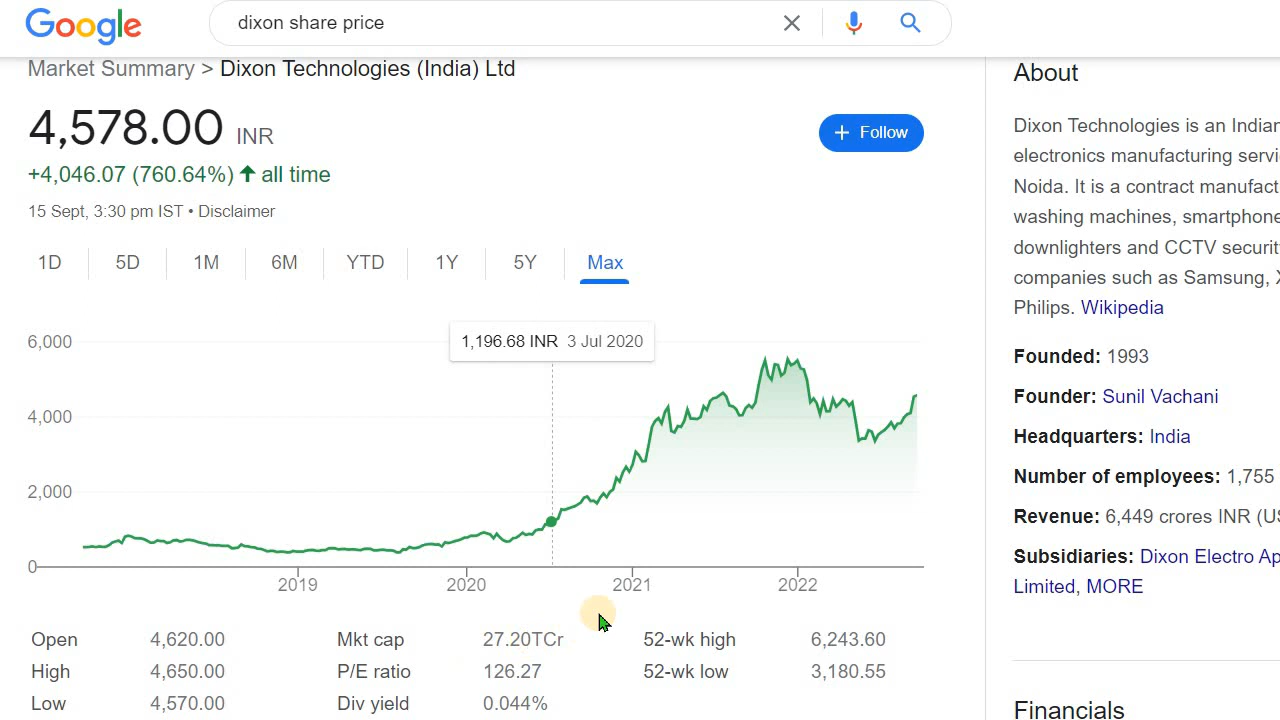 Google
dixon share price
Market Summary > Dixon Technologies (India) Ltd
4,578.00 INR
+ Follow
+4,046.07 (760.64%) ↑ all time
15 Sept, 3:30 pm IST • Disclaimer
1D 5D 1M 6M YTD 1Y 5Y Max
1,196.68 INR 3 Jul 2020
6,000
4,000
2,000
0
2019 2020 2021 2022
Open 4,620.00 Mkt cap 27.20TCr 52-wk high 6,243.60
High 4,650.00 P/E ratio 126.27 52-wk low 3,180.55
Low 4,570.00 Div yield 0.044%
About
Dixon Technologies is an Indian
electronics manufacturing servi
Noida. It is a contract manufact
washing machines, smartphone
downlighters and CCTV securit
companies such as Samsung, X
Philips. Wikipedia
Founded: 1993
Founder: Sunil Vachani
Headquarters: India
Number of employees: 1,755
Revenue: 6,449 crores INR (US
Subsidiaries: Dixon Electro Ap
Limited, MORE
Financials